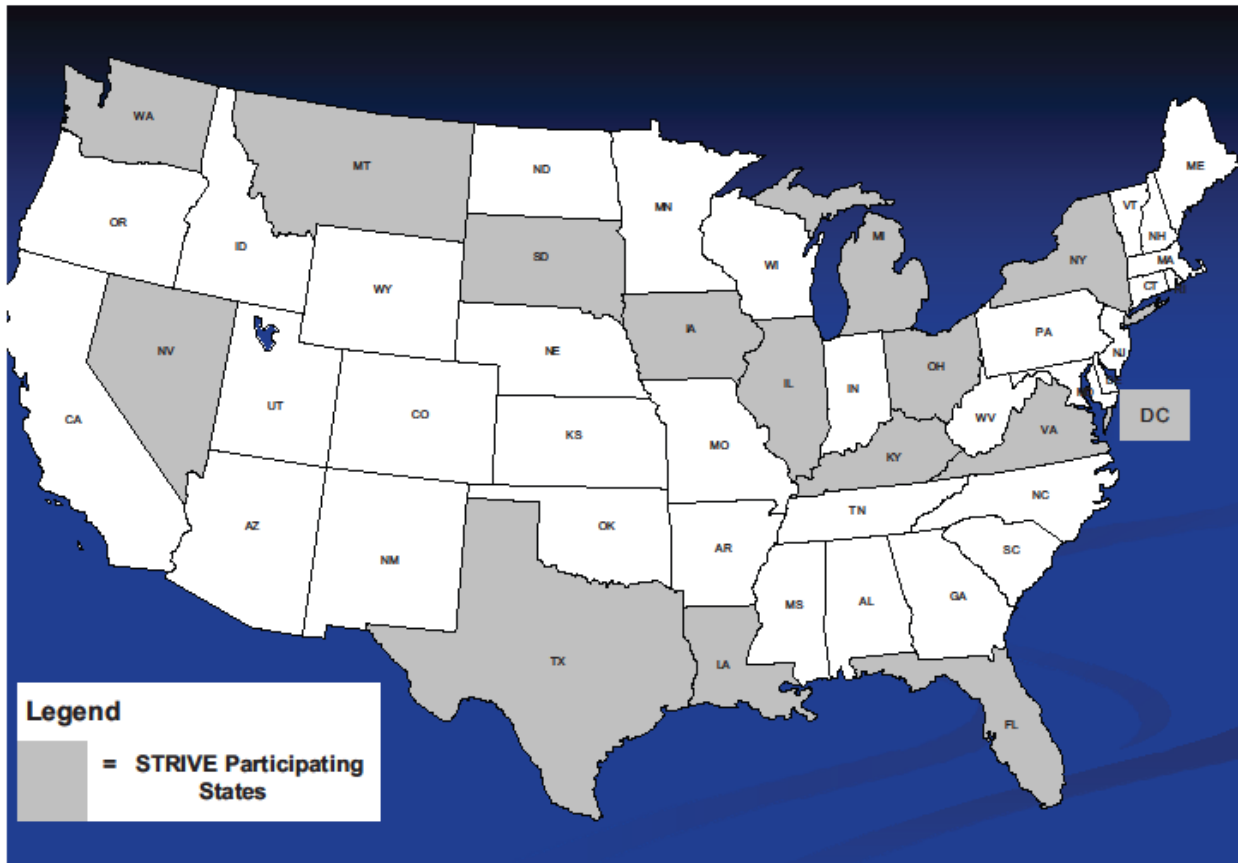 WA
MT
ND
MN
ME
VT
NH
OR
ID
SD
WI
MI
NY
MA
CT
WY
IA
PA
NV
NE
OH
NJ
UT
IL
IN
CA
CO
WV
VA
DC
KS
MO
KY
NC
TN
AZ
OK
NM
AR
SC
MS
AL
GA
TX
LA
FL
Legend
= STRIVE Participating
States